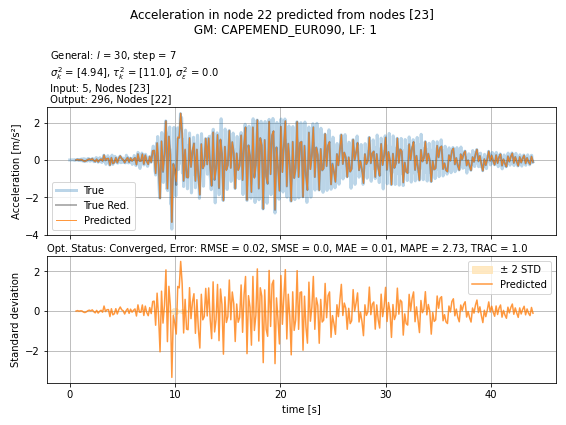 Acceleration in node 22 predicted from nodes [23]
GM: CAPEMEND_EUR090, LF: 1
General: l = 30, step = 7
σ²ₖ = [4.94], τ²ₖ = [11.0], σ²ᵣ = 0.0
Input: 5, Nodes [23]
Output: 296, Nodes [22]
Acceleration [m/s²]
2
0
−2
−4
True
True Red.
Predicted
Opt. Status: Converged, Error: RMSE = 0.02, SMSE = 0.0, MAE = 0.01, MAPE = 2.73, TRAC = 1.0
Standard deviation
2
0
−2
± 2 STD
Predicted
0
10
20
30
40
time [s]